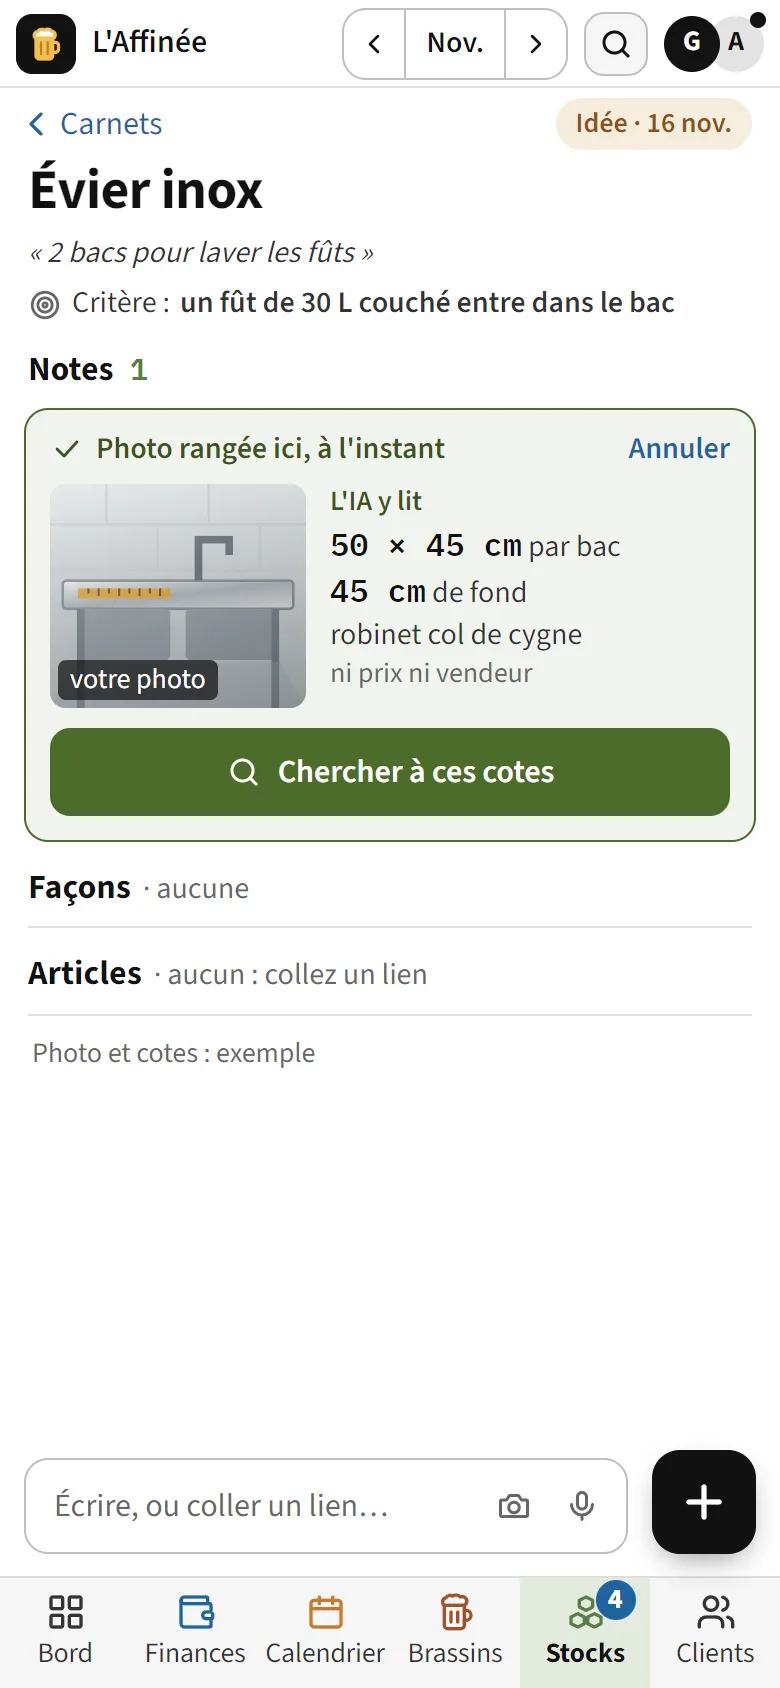 L'Affinée
Nov.
G
A
Carnets
Idée · 16 nov.
Évier inox
« 2 bacs pour laver les fûts »
Critère : un fût de 30 L couché entre dans le bac
Notes 1
Photo rangée ici, à l'instant
Annuler
votre photo
L'IA y lit
50 × 45 cm par bac
45 cm de fond
robinet col de cygne
ni prix ni vendeur
Chercher à ces cotes
Façons · aucune
Articles · aucun : collez un lien
Photo et cotes : exemple
Écrire, ou coller un lien…
4
Bord
Finances
Calendrier
Brassins
Stocks
Clients